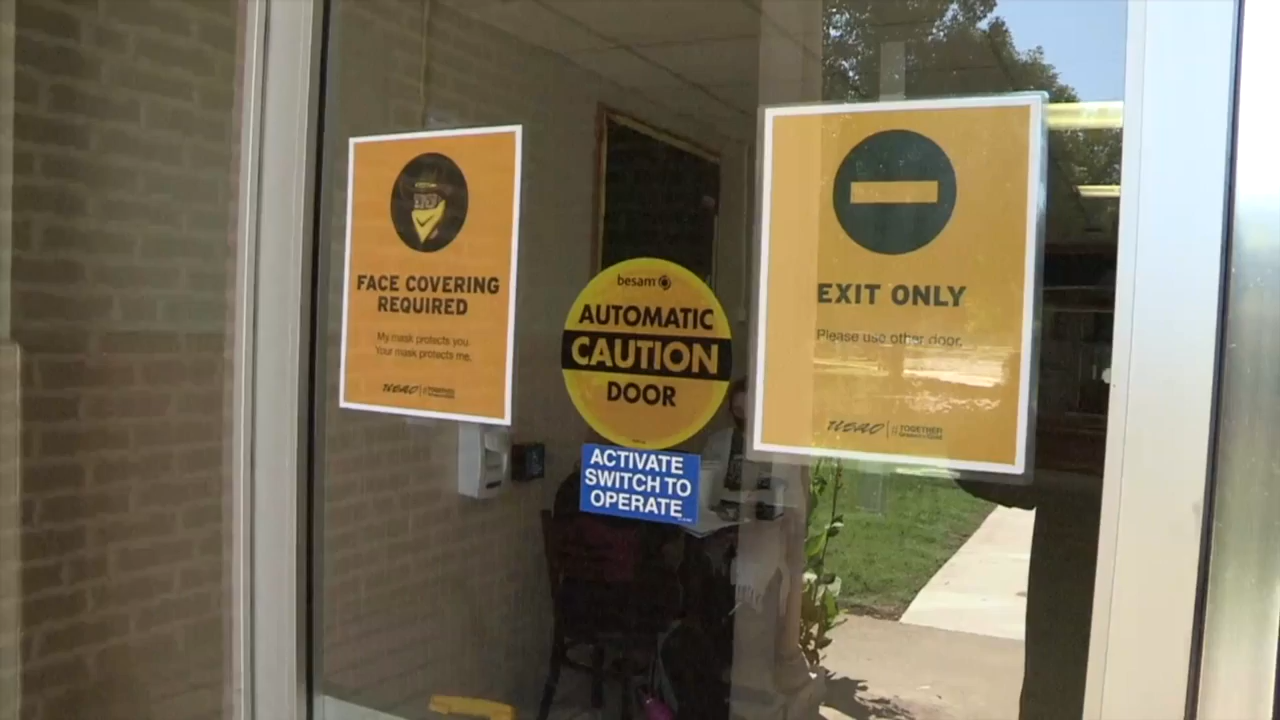 FACE COVERING
REQUIRED
My mask protects you.
Your mask protects me.
besam
AUTOMATIC
CAUTION
DOOR
ACTIVATE
SWITCH TO
OPERATE
EXIT ONLY
Please use other door.
# TOGETHER